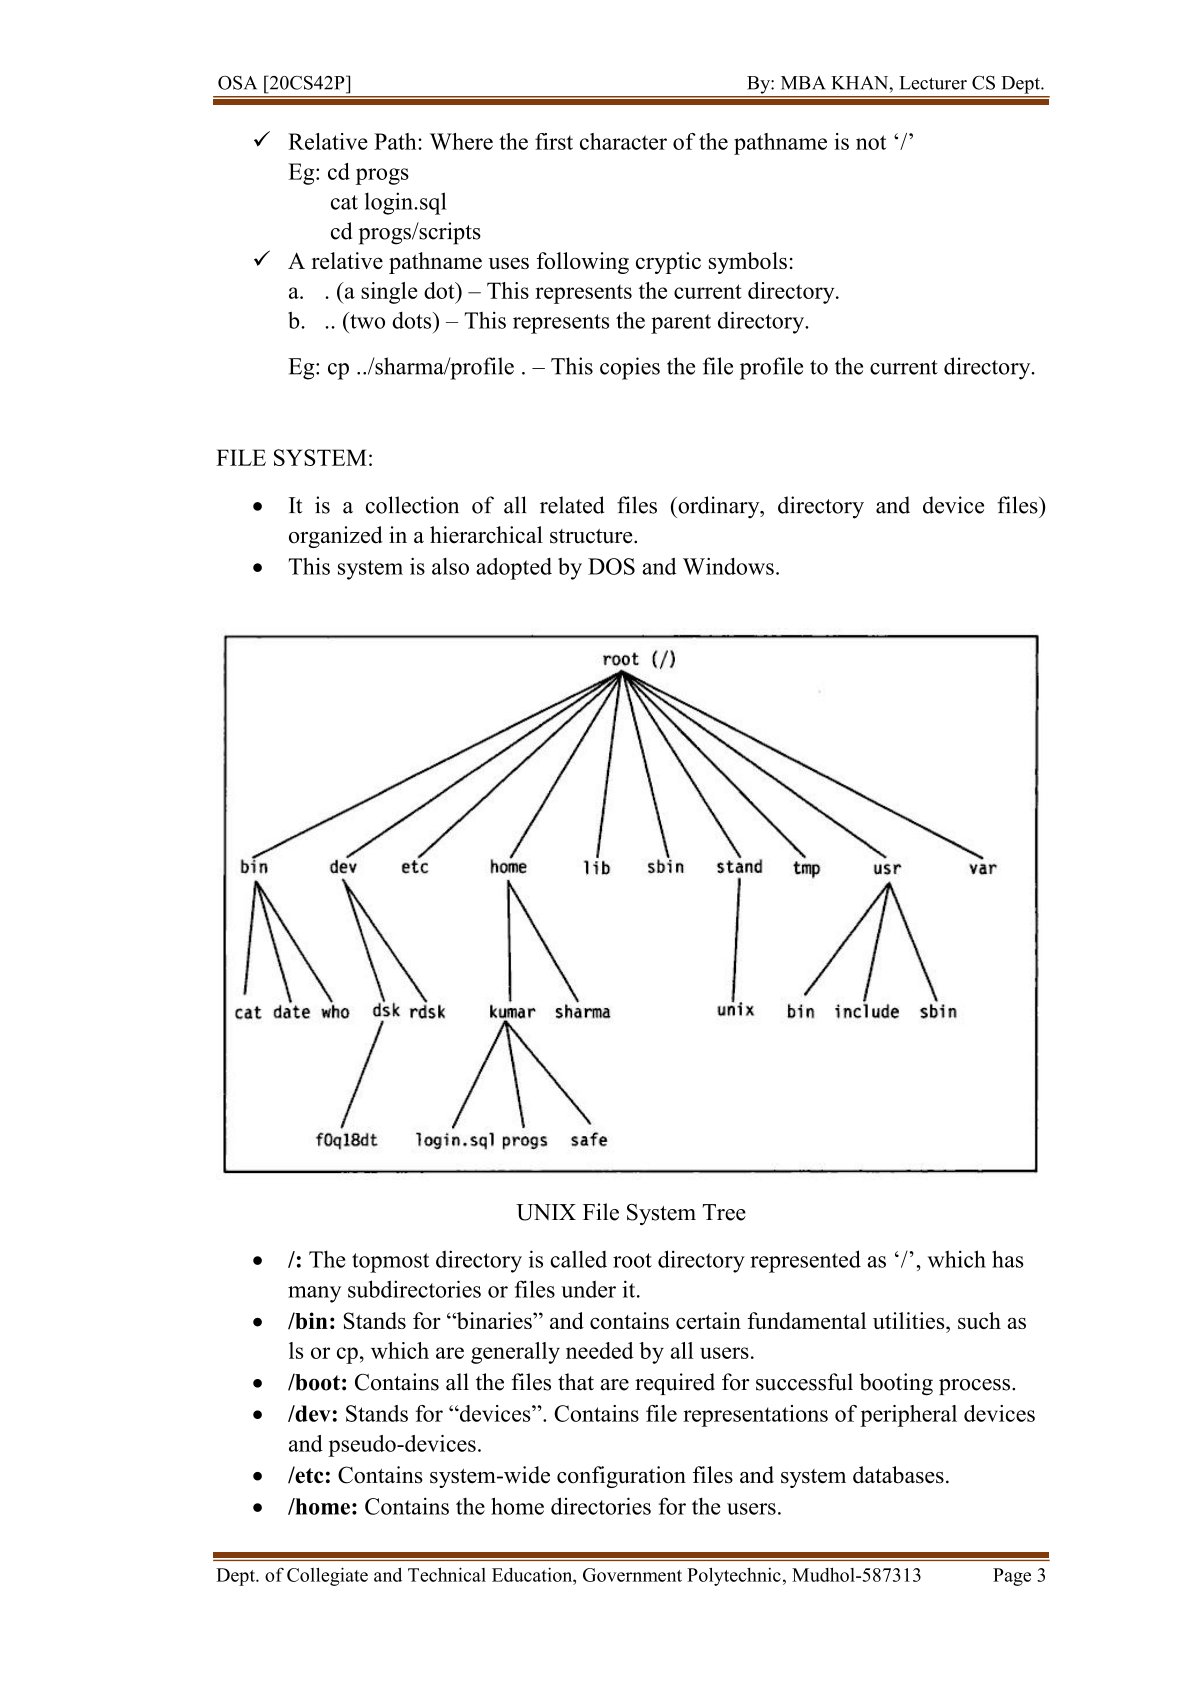 OSA [20CS42P] By: MBA KHAN, Lecturer CS Dept.
✓ Relative Path: Where the first character of the pathname is not ‘/’
Eg: cd progs
cat login.sql
cd progs/scripts
✓ A relative pathname uses following cryptic symbols:
a. . (a single dot) – This represents the current directory.
b. .. (two dots) – This represents the parent directory.
Eg: cp ../sharma/profile . – This copies the file profile to the current directory.
FILE SYSTEM:
• It is a collection of all related files (ordinary, directory and device files)
organized in a hierarchical structure.
• This system is also adopted by DOS and Windows.
root (/)
bin dev etc home lib sbin stand tmp usr var
cat date who dsk rdsk kumar sharma unix bin include sbin
f0ql8dt login.sql progs safe
UNIX File System Tree
• /: The topmost directory is called root directory represented as ‘/’, which has
many subdirectories or files under it.
• /bin: Stands for “binaries” and contains certain fundamental utilities, such as
ls or cp, which are generally needed by all users.
• /boot: Contains all the files that are required for successful booting process.
• /dev: Stands for “devices”. Contains file representations of peripheral devices
and pseudo-devices.
• /etc: Contains system-wide configuration files and system databases.
• /home: Contains the home directories for the users.
Dept. of Collegiate and Technical Education, Government Polytechnic, Mudhol-587313 Page 3